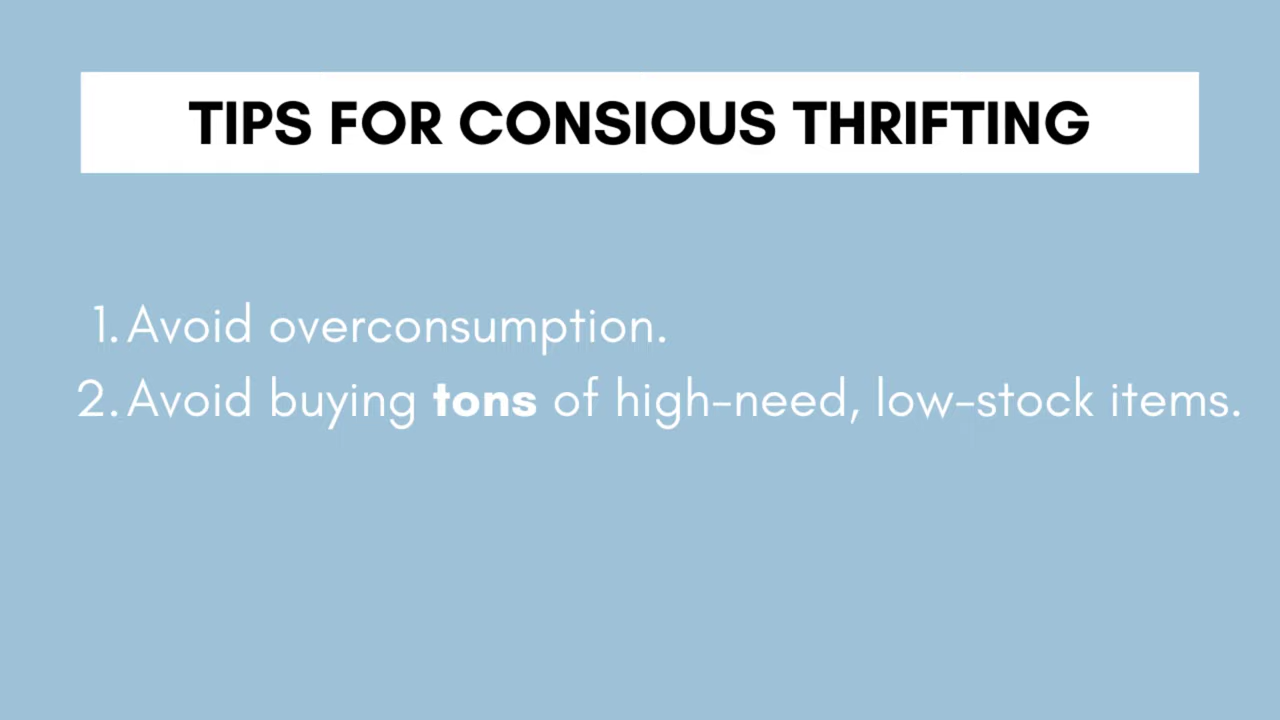 TIPS FOR CONSIOUS THRIFTING
1. Avoid overconsumption.
2. Avoid buying tons of high-need, low-stock items.